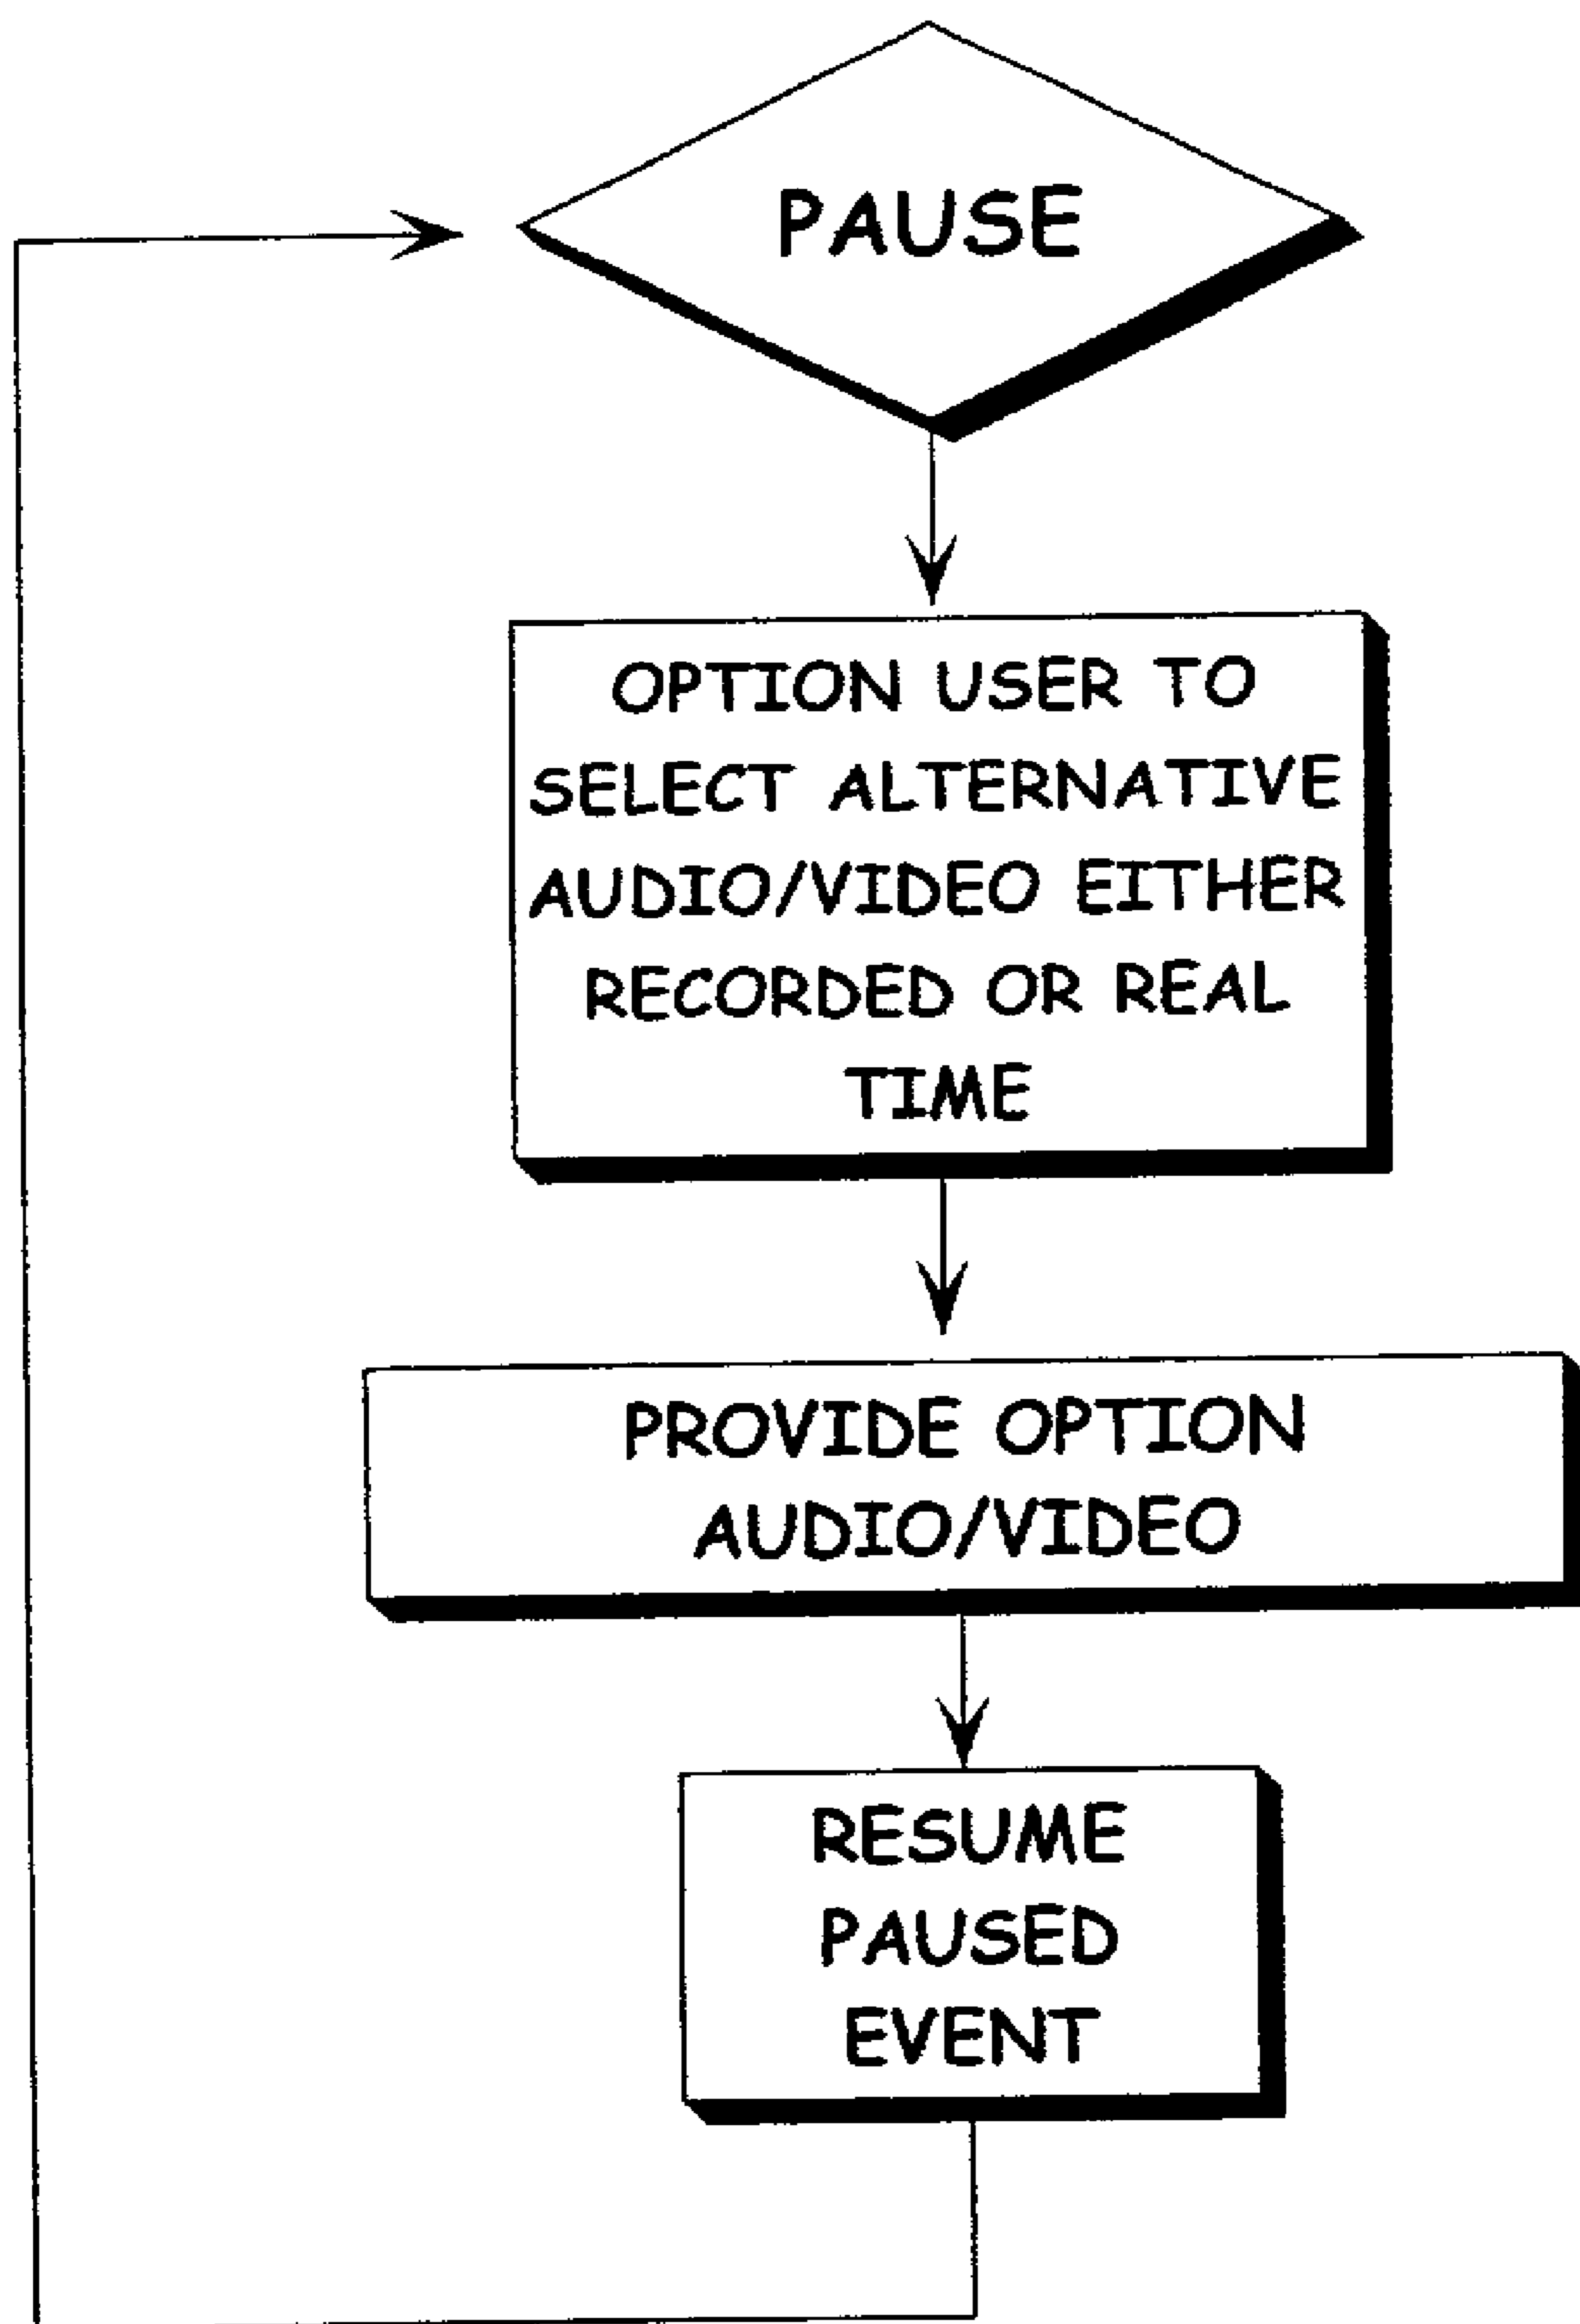 PAUSE
OPTION USER TO
SELECT ALTERNATIVE
AUDIO/VIDEO EITHER
RECORDED OR REAL
TIME
PROVIDE OPTION
AUDIO/VIDEO
RESUME
PAUSED
EVENT